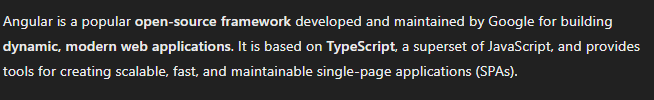 Angular is a popular open-source framework developed and maintained by Google for building
dynamic, modern web applications. It is based on TypeScript, a superset of JavaScript, and provides
tools for creating scalable, fast, and maintainable single-page applications (SPAs).